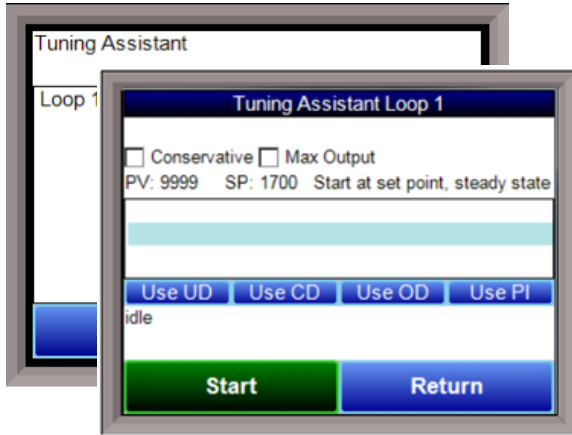 Tuning Assistant
Loop 1
Tuning Assistant Loop 1
Conservative Max Output
PV: 9999 SP: 1700 Start at set point, steady state
Use UD Use CD Use OD Use PI
idle
Start Return